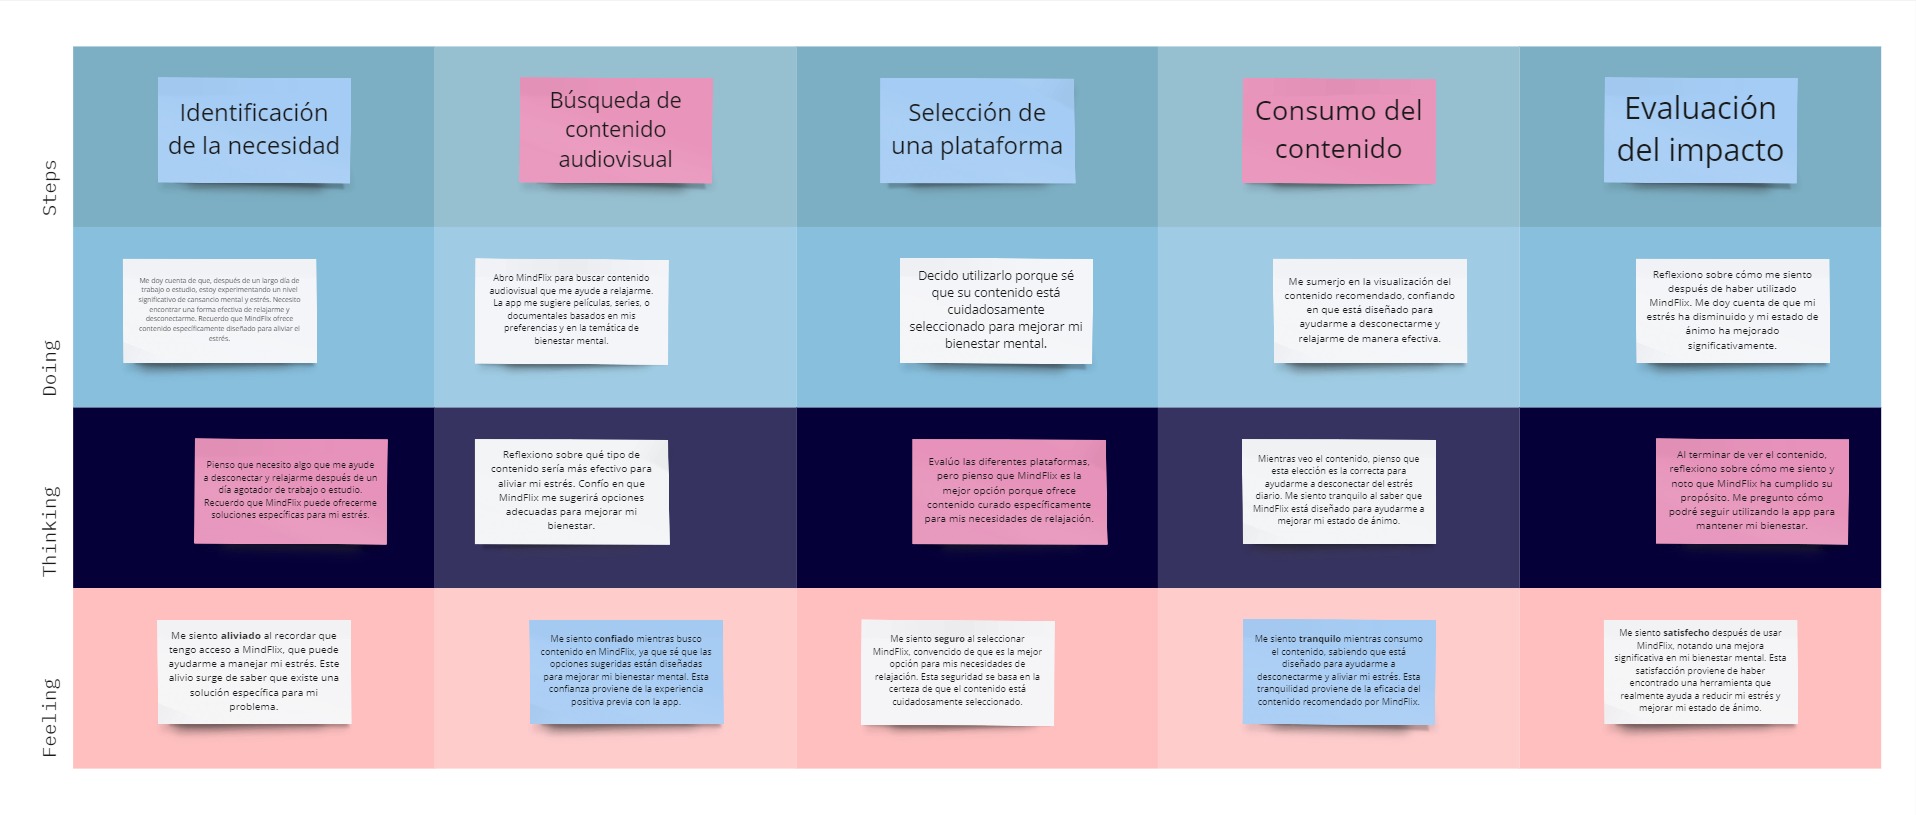 Steps
Identificación
de la necesidad
Búsqueda de
contenido
audiovisual
Selección de
una plataforma
Consumo del
contenido
Evaluación
del impacto
Doing
Me doy cuenta de que, después de un largo día de
trabajo o estudio, estoy experimentando un nivel
significativo de cansancio mental y estrés. Necesito
encontrar una forma efectiva de relajarme y
desconectarme. Recuerdo que MindFlix ofrece
contenido específicamente diseñado para aliviar el
estrés.
Abro MindFlix para buscar contenido
audiovisual que me ayude a relajarme.
La app me sugiere películas, series, o
documentales basados en mis
preferencias y en la temática de
bienestar mental.
Decido utilizarlo porque sé
que su contenido está
cuidadosamente
seleccionado para mejorar mi
bienestar mental.
Me sumerjo en la visualización del
contenido recomendado, confiando
en que está diseñado para
ayudarme a desconectarme y
relajarme de manera efectiva.
Reflexiono sobre cómo me siento
después de haber utilizado
MindFlix. Me doy cuenta de que mi
estrés ha disminuido y mi estado de
ánimo ha mejorado
significativamente.
Thinking
Pienso que necesito algo que me ayude
a desconectar y relajarme después de un
día agotador de trabajo o estudio.
Recuerdo que MindFlix puede ofrecerme
soluciones específicas para mi estrés.
Reflexiono sobre qué tipo de
contenido sería más efectivo para
aliviar mi estrés. Confío en que
MindFlix me sugerirá opciones
adecuadas para mejorar mi
bienestar.
Evalúo las diferentes plataformas,
pero pienso que MindFlix es la
mejor opción porque ofrece
contenido curado específicamente
para mis necesidades de relajación.
Mientras veo el contenido, pienso que
esta elección es la correcta para
ayudarme a desconectar del estrés
diario. Me siento tranquilo al saber que
MindFlix está diseñado para ayudarme a
mejorar mi estado de ánimo.
Al terminar de ver el contenido,
reflexiono sobre cómo me siento y
noto que MindFlix ha cumplido su
propósito. Me pregunto cómo
podré seguir utilizando la app para
mantener mi bienestar.
Feeling
Me siento aliviado al recordar que
tengo acceso a MindFlix, que puede
ayudarme a manejar mi estrés. Este
alivio surge de saber que existe una
solución específica para mi
problema.
Me siento confiado mientras busco
contenido en MindFlix, ya que sé que las
opciones sugeridas están diseñadas
para mejorar mi bienestar mental. Esta
confianza proviene de la experiencia
positiva previa con la app.
Me siento seguro al seleccionar
MindFlix, convencido de que es la mejor
opción para mis necesidades de
relajación. Esta seguridad se basa en la
certeza de que el contenido está
cuidadosamente seleccionado.
Me siento tranquilo mientras consumo
el contenido, sabiendo que está
diseñado para ayudarme a
desconectarme y aliviar mi estrés. Esta
tranquilidad proviene de la eficacia del
contenido recomendado por MindFlix.
Me siento satisfecho después de usar
MindFlix, notando una mejora
significativa en mi bienestar mental. Esta
satisfacción proviene de haber
encontrado una herramienta que
realmente ayuda a reducir mi estrés y
mejorar mi estado de ánimo.